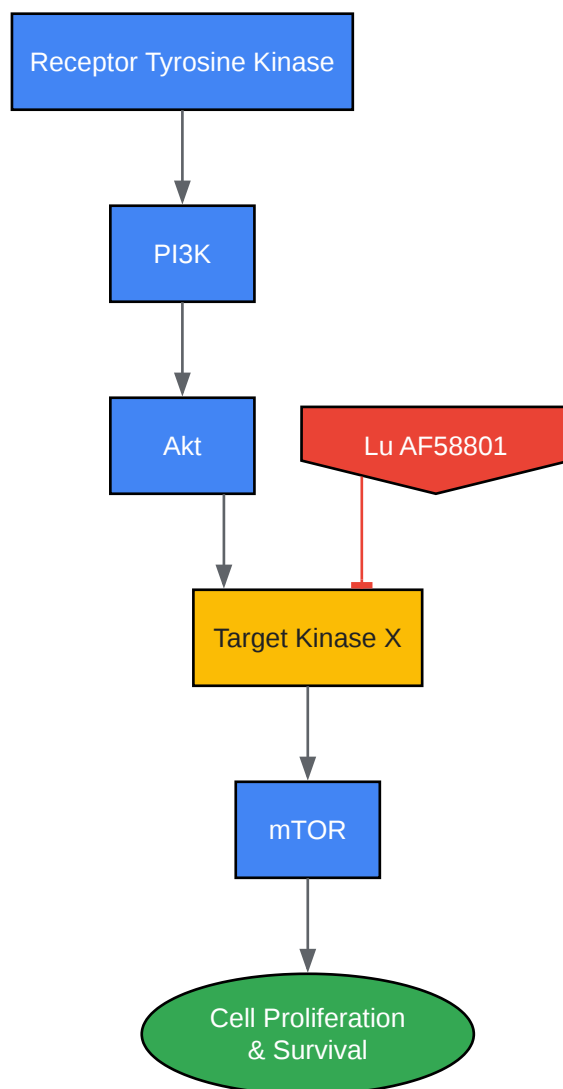 Receptor Tyrosine Kinase
PI3K
Akt
Lu AF58801
Target Kinase X
mTOR
Cell Proliferation
& Survival